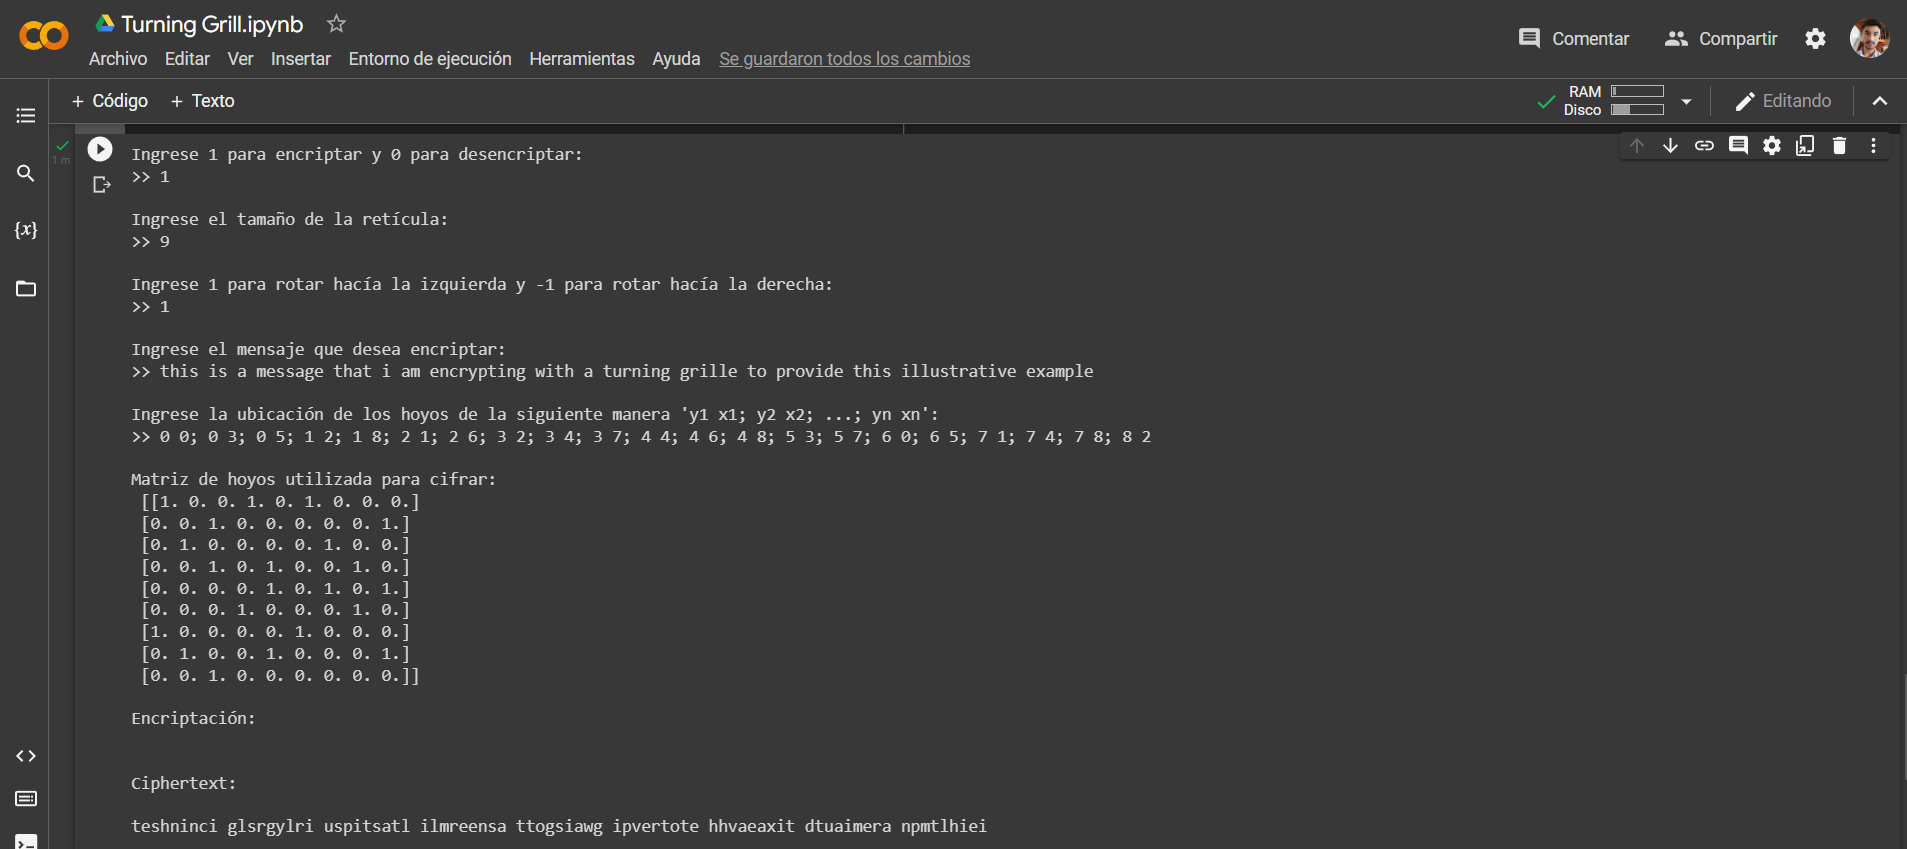 Turning Grill.ipynb
Comentar
Compartir
Archivo Editar Ver Insertar Entorno de ejecución Herramientas Ayuda Se guardaron todos los cambios
+ Código + Texto
RAM
Disco
Editando
1 m
{x}
Ingrese 1 para encriptar y 0 para desencriptar:
>> 1
Ingrese el tamaño de la retícula:
>> 9
Ingrese 1 para rotar hacía la izquierda y -1 para rotar hacía la derecha:
>> 1
Ingrese el mensaje que desea encriptar:
>> this is a message that i am encrypting with a turning grille to provide this illustrative example
Ingrese la ubicación de los hoyos de la siguiente manera 'y1 x1; y2 x2; ...; yn xn':
>> 0 0; 0 3; 0 5; 1 2; 1 8; 2 1; 2 6; 3 2; 3 4; 3 7; 4 4; 4 6; 4 8; 5 3; 5 7; 6 0; 6 5; 7 1; 7 4; 7 8; 8 2
Matriz de hoyos utilizada para cifrar:
[[1. 0. 0. 1. 0. 1. 0. 0. 0.]
[0. 0. 1. 0. 0. 0. 0. 0. 1.]
[0. 1. 0. 0. 0. 0. 1. 0. 0.]
[0. 0. 1. 0. 1. 0. 0. 1. 0.]
[0. 0. 0. 0. 1. 0. 1. 0. 1.]
[0. 0. 0. 1. 0. 0. 0. 1. 0.]
[1. 0. 0. 0. 0. 1. 0. 0. 0.]
[0. 1. 0. 0. 1. 0. 0. 0. 1.]
[0. 0. 1. 0. 0. 0. 0. 0. 0.]]
Encriptación:
Ciphertext:
teshninci glsrgylri uspitsatl ilmreensa ttogsiawg ipvertote hhvaeaxit dtuaimera npmtlhiei